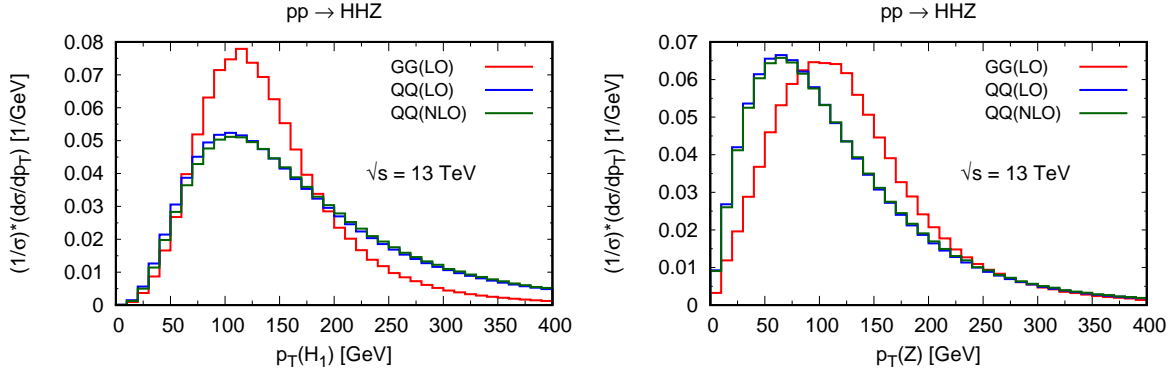 pp → HHZ
(1/σ)*(dσ/dp_T) [1/GeV]
0.08
0.07
0.06
0.05
0.04
0.03
0.02
0.01
0
GG(LO)
QQ(LO)
QQ(NLO)
√s = 13 TeV
0 50 100 150 200 250 300 350 400
p_T(H_1) [GeV]
pp → HHZ
(1/σ)*(dσ/dp_T) [1/GeV]
0.07
0.06
0.05
0.04
0.03
0.02
0.01
0
GG(LO)
QQ(LO)
QQ(NLO)
√s = 13 TeV
0 50 100 150 200 250 300 350 400
p_T(Z) [GeV]